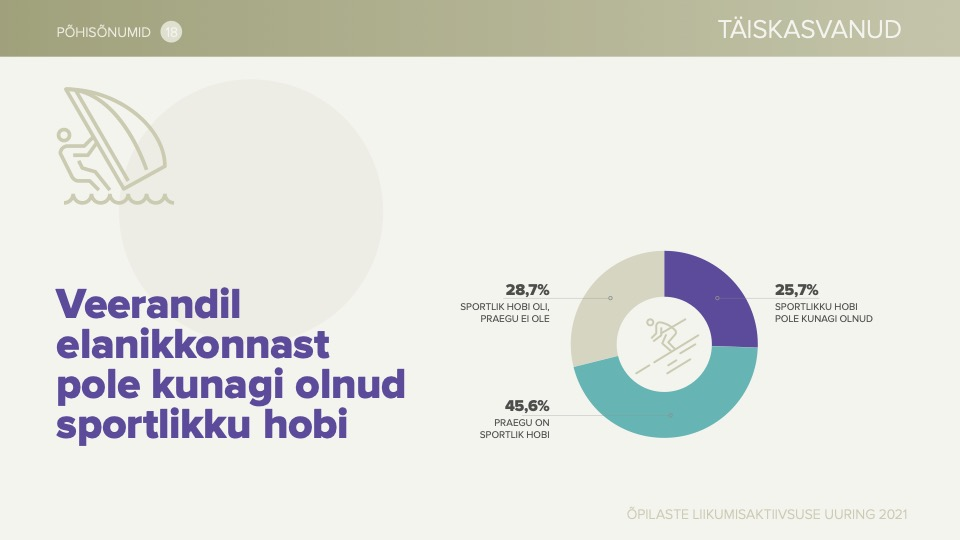 PÕHISÕNUMID 18
TÄISKASVANUD
Veerandil
elanikkonnast
pole kunagi olnud
sportlikku hobi
28,7%
SPORTLIK HOBI OLI,
PRAEGU EI OLE
25,7%
SPORTLIKKU HOBI
POLE KUNAGI OLNUD
45,6%
PRAEGU ON
SPORTLIK HOBI
ÕPILASTE LIIKUMISAKTIIVSUSE UURING 2021